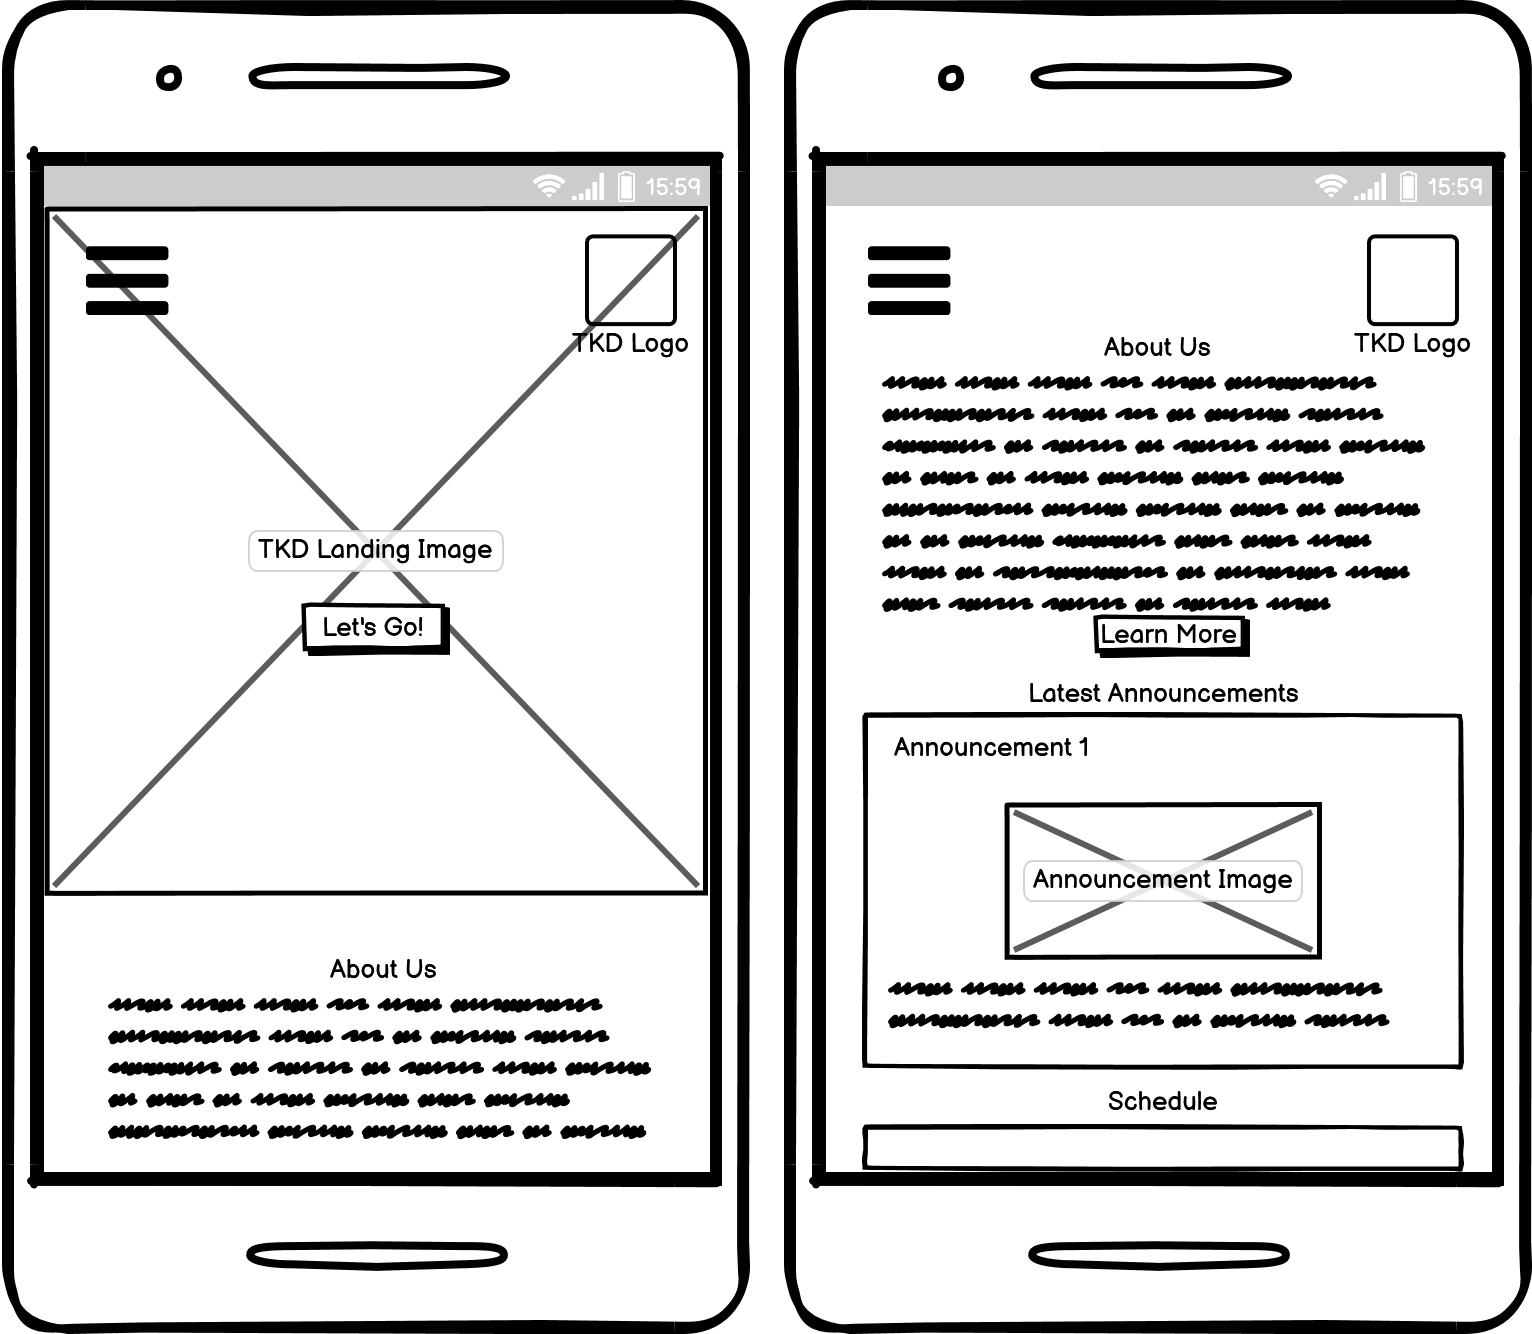 15:59
TKD Logo
TKD Landing Image
Let's Go!
About Us
15:59
TKD Logo
About Us
Learn More
Latest Announcements
Announcement 1
Announcement Image
Schedule